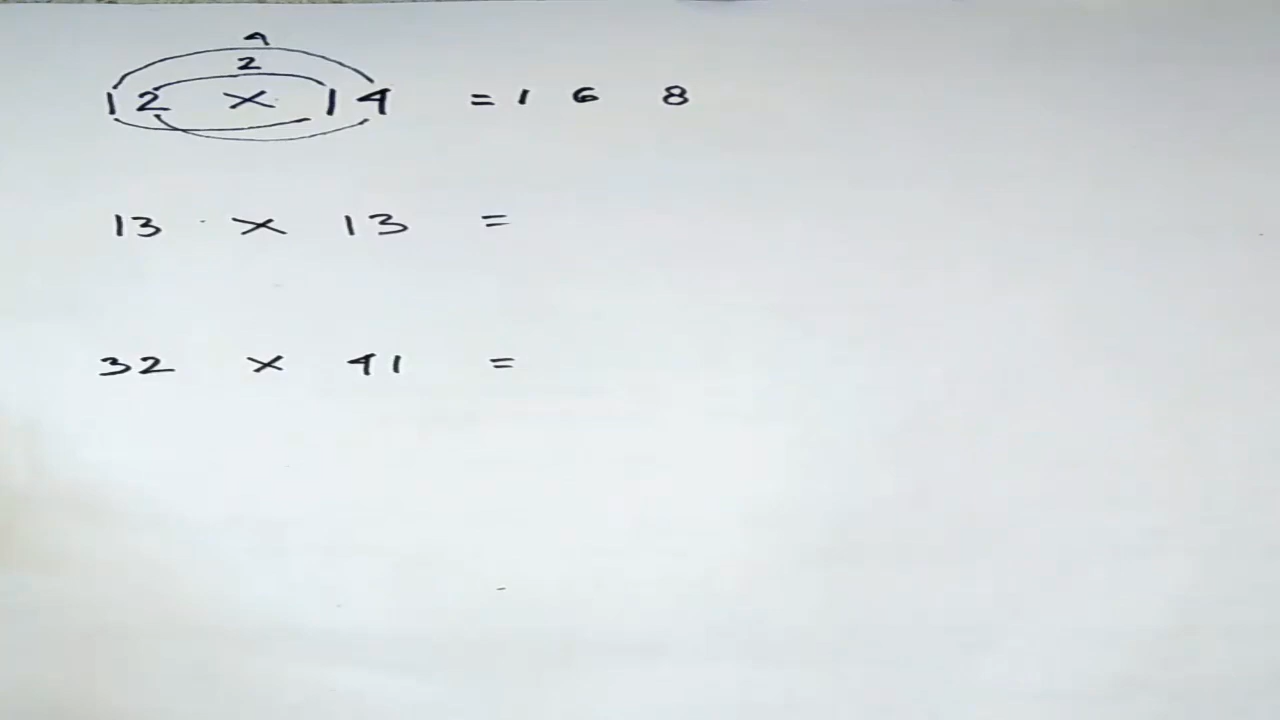 4
2
12 × 14 = 1 6 8
13 × 13 =
32 × 41 =